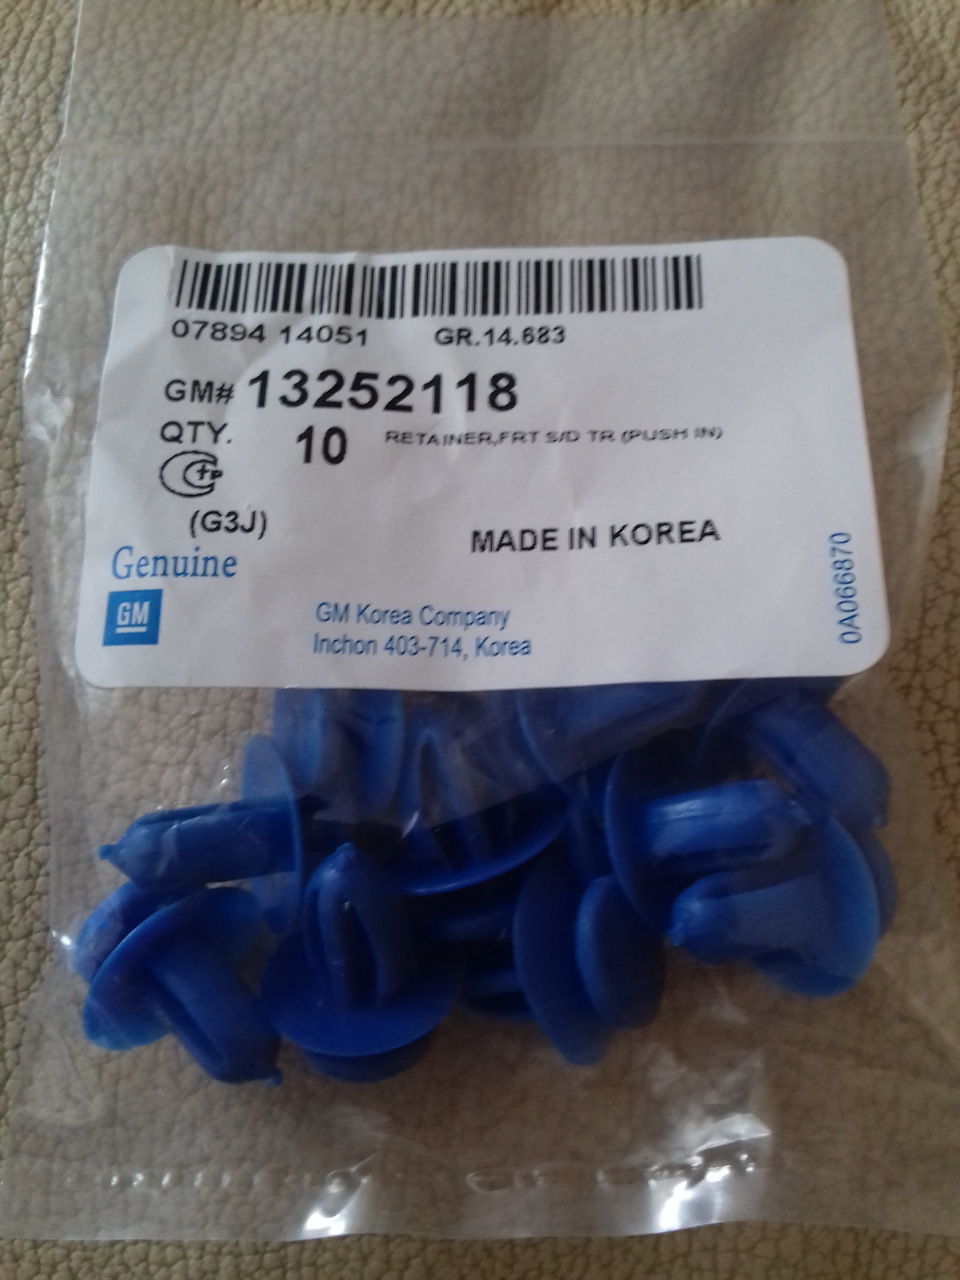 07894 14051 GR.14.683
GM# 13252118
QTY. 10 RETAINER,FRT S/D TR (PUSH IN)
(G3J)
MADE IN KOREA
Genuine
GM
GM Korea Company
Inchon 403-714, Korea
0A066870